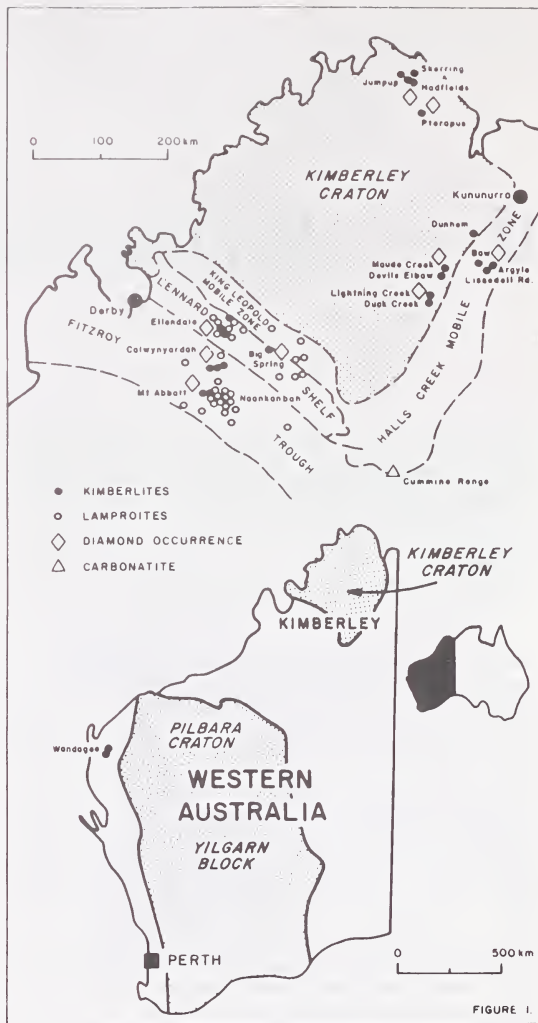 Skerring
&
Hadfields
Jumpup
Pteropus
0 100 200 km
KIMBERLEY
CRATON
Kununurra
Dunham
ZONE
Bow
Argyle
Lissadell Rd.
Maude Creek
Devils Elbow
Lightning Creek
Duck Creek
HALLS CREEK MOBILE
KING LEOPOLD
MOBILE ZONE
LENNARD
SHELF
Derby
FITZROY
TROUGH
Ellendale
Calwynyardah
Big
Spring
Mt Abbott
Noonkanbah
Cummins Range
KIMBERLITES
LAMPROITES
DIAMOND OCCURRENCE
CARBONATITE
KIMBERLEY
CRATON
KIMBERLEY
PILBARA
CRATON
Wandagee
WESTERN
AUSTRALIA
YILGARN
BLOCK
PERTH
0 500 km
FIGURE 1.